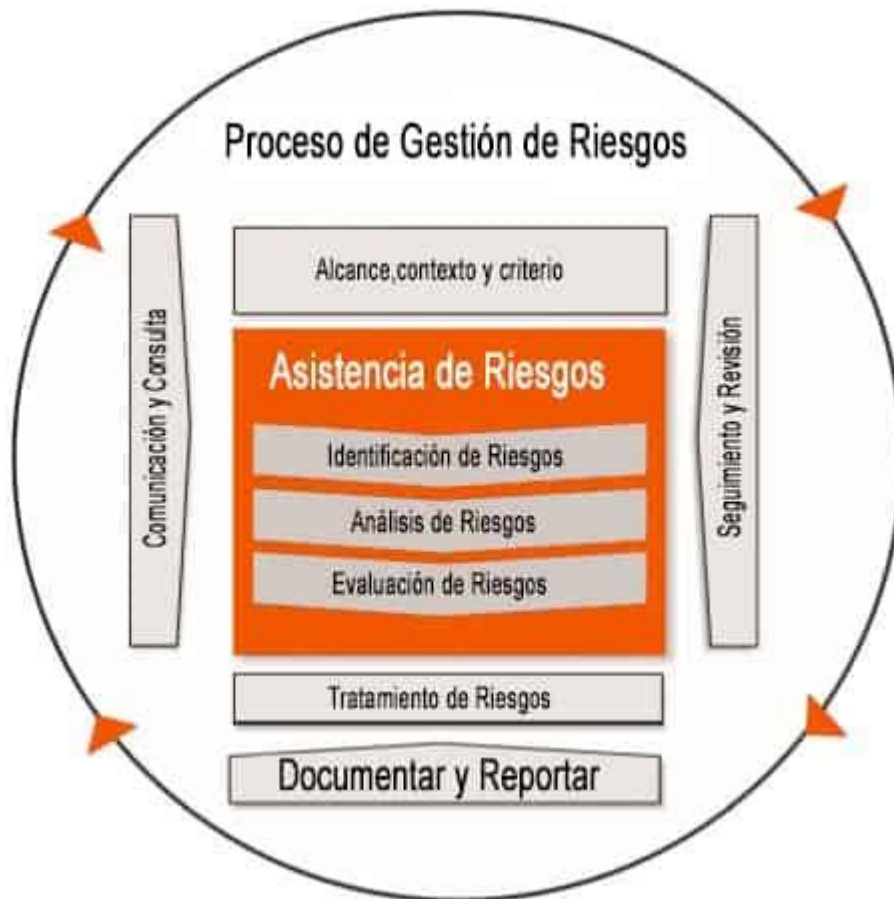 Proceso de Gestión de Riesgos
Alcance,contexto y criterio
Comunicación y Consulta
Asistencia de Riesgos
Identificación de Riesgos
Análisis de Riesgos
Evaluación de Riesgos
Seguimiento y Revisión
Tratamiento de Riesgos
Documentar y Reportar